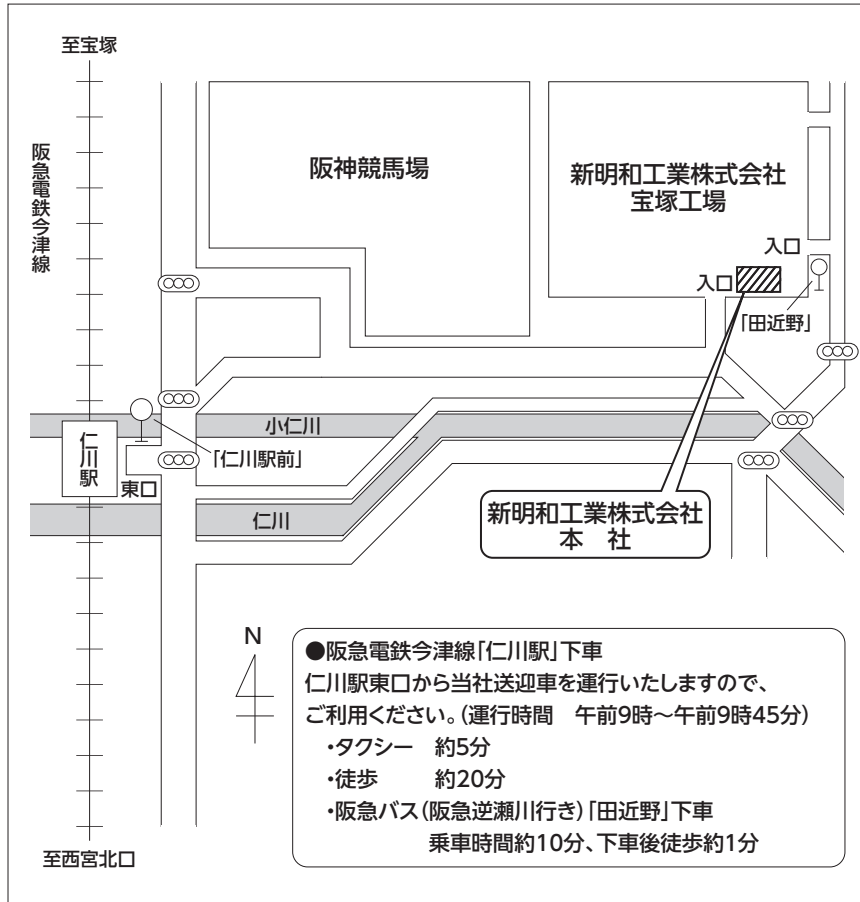 至宝塚
阪急電鉄今津線
阪神競馬場
新明和工業株式会社
宝塚工場
入口
入口
「田近野」
小仁川
仁川駅
「仁川駅前」
東口
仁川
新明和工業株式会社
本　社
N
●阪急電鉄今津線「仁川駅」下車
仁川駅東口から当社送迎車を運行いたしますので、
ご利用ください。(運行時間　午前9時～午前9時45分)
・タクシー　約5分
・徒歩　　　約20分
・阪急バス(阪急逆瀬川行き)「田近野」下車
乗車時間約10分、下車後徒歩約1分
至西宮北口